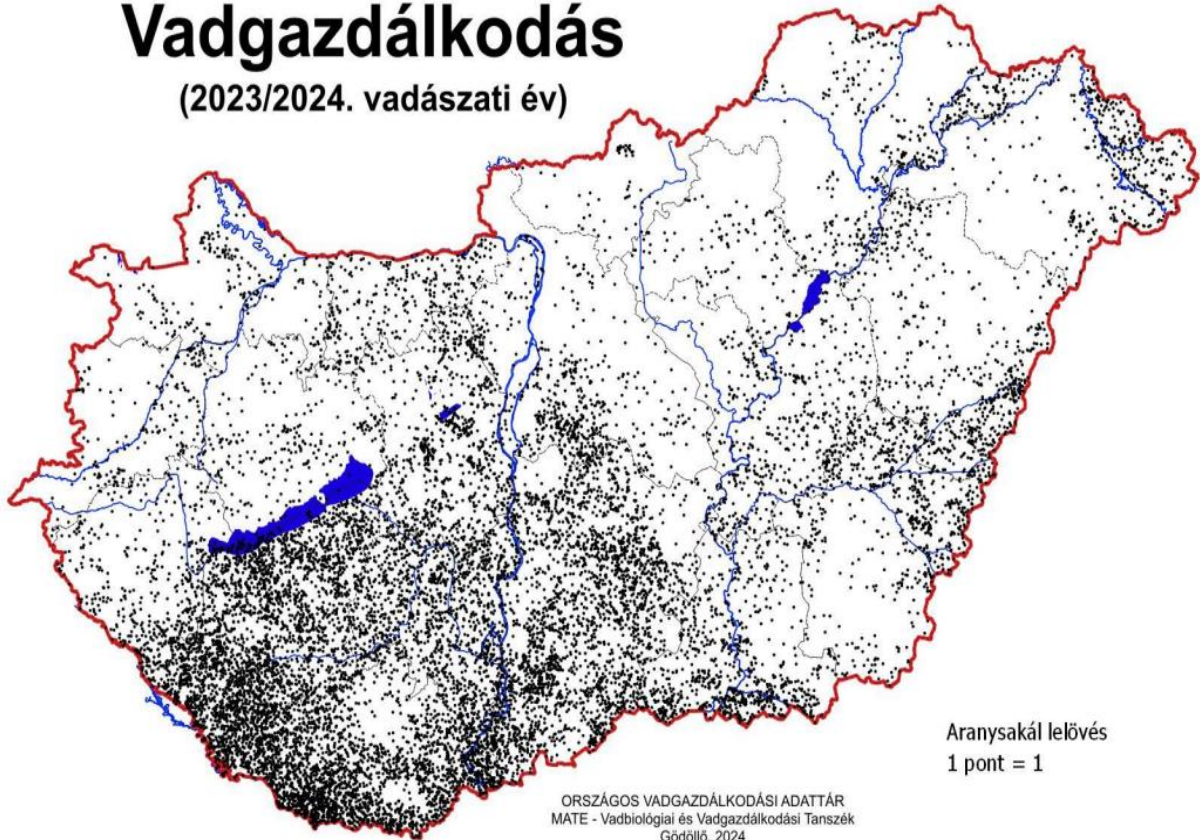 Vadgazdálkodás
(2023/2024. vadászati év)
Aranysakál lelövés
1 pont = 1
ORSZÁGOS VADGAZDÁLKODÁSI ADATTÁR
MATE - Vadbiológiai és Vadgazdálkodási Tanszék
Gödöllő, 2024